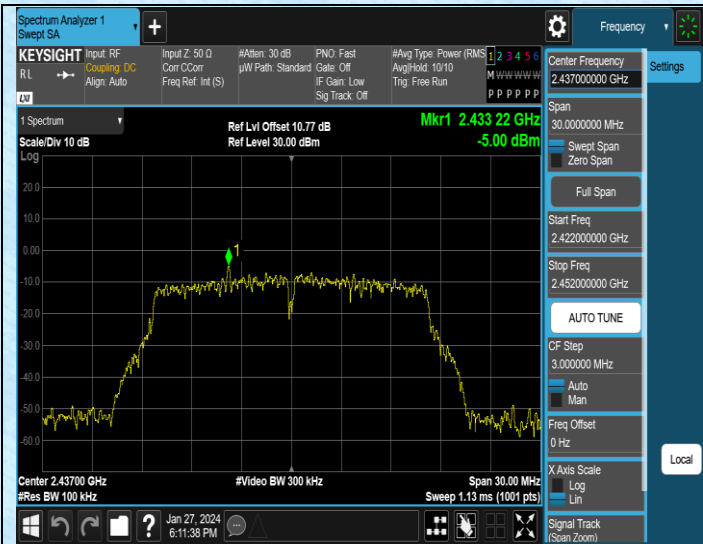 Spectrum Analyzer 1
Swept SA
+
Frequency
KEYSIGHT
RL
LXI
Input: RF
Coupling: DC
Align: Auto
Input Z: 50 Ω
Corr CCorr
Freq Ref: Int (S)
#Atten: 30 dB
µW Path: Standard
PNO: Fast
Gate: Off
IF Gain: Low
Sig Track: Off
#Avg Type: Power (RMS
Avg|Hold: 10/10
Trig: Free Run
1 2 3 4 5 6
M W W W W W
P P P P P P
1 Spectrum
Scale/Div 10 dB
Log
Ref Lvl Offset 10.77 dB
Ref Level 30.00 dBm
Mkr1 2.433 22 GHz
-5.00 dBm
20.0
10.0
0.00
-10.0
-20.0
-30.0
-40.0
-50.0
-60.0
1
Center 2.43700 GHz
#Res BW 100 kHz
#Video BW 300 kHz
Span 30.00 MHz
Sweep 1.13 ms (1001 pts)
Center Frequency
2.437000000 GHz
Span
30.0000000 MHz
Swept Span
Zero Span
Full Span
Start Freq
2.422000000 GHz
Stop Freq
2.452000000 GHz
AUTO TUNE
CF Step
3.000000 MHz
Auto
Man
Freq Offset
0 Hz
X Axis Scale
Log
Lin
Signal Track
(Span Zoom)
Settings
Local
?
Jan 27, 2024
6:11:38 PM